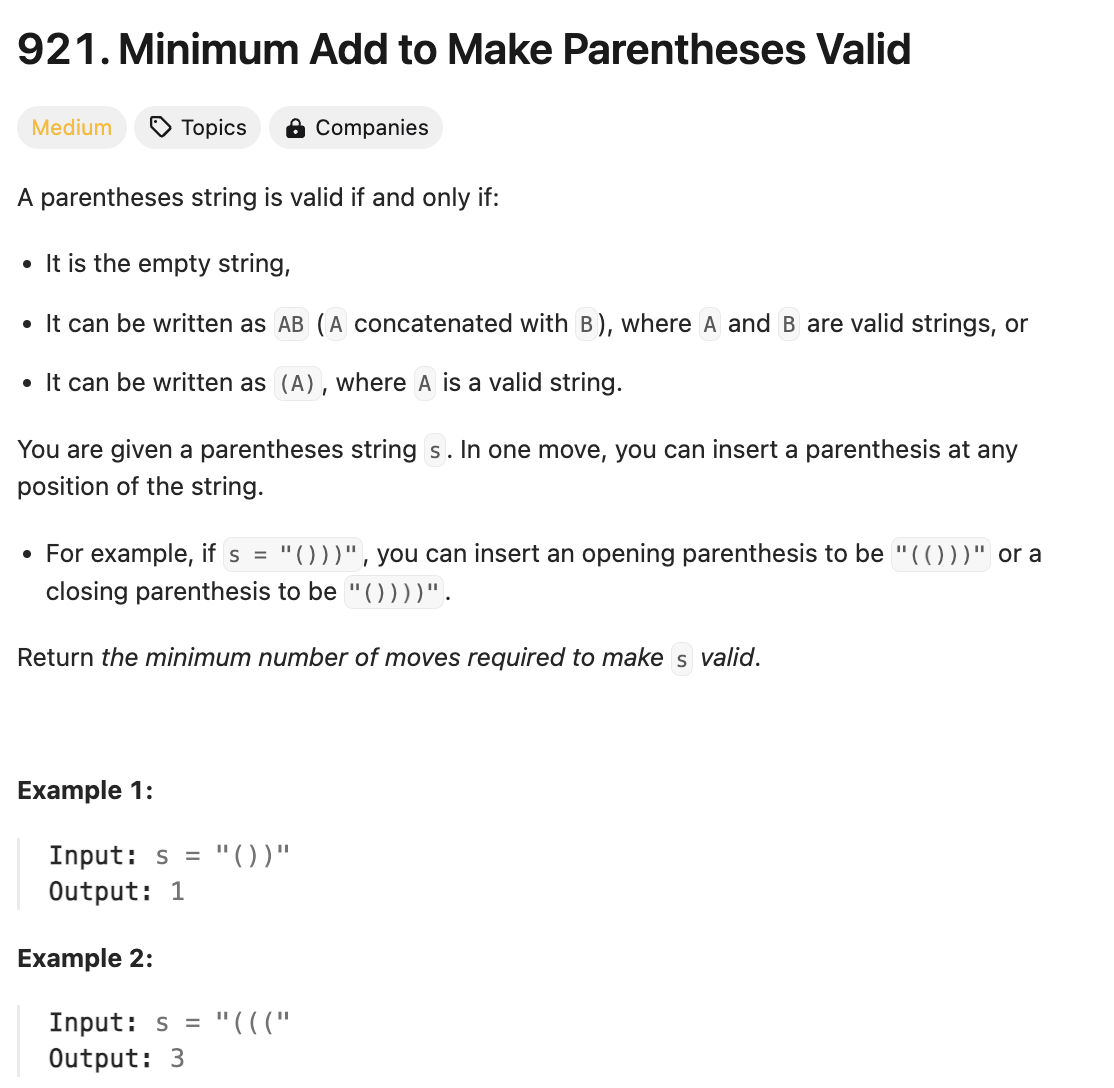 921. Minimum Add to Make Parentheses Valid
Medium Topics Companies
A parentheses string is valid if and only if:
• It is the empty string,
• It can be written as AB (A concatenated with B), where A and B are valid strings, or
• It can be written as (A), where A is a valid string.
You are given a parentheses string s. In one move, you can insert a parenthesis at any
position of the string.
• For example, if s = "()))", you can insert an opening parenthesis to be "(()))" or a
closing parenthesis to be "())))".
Return the minimum number of moves required to make s valid.
Example 1:
Input: s = "())"
Output: 1
Example 2:
Input: s = "((("
Output: 3